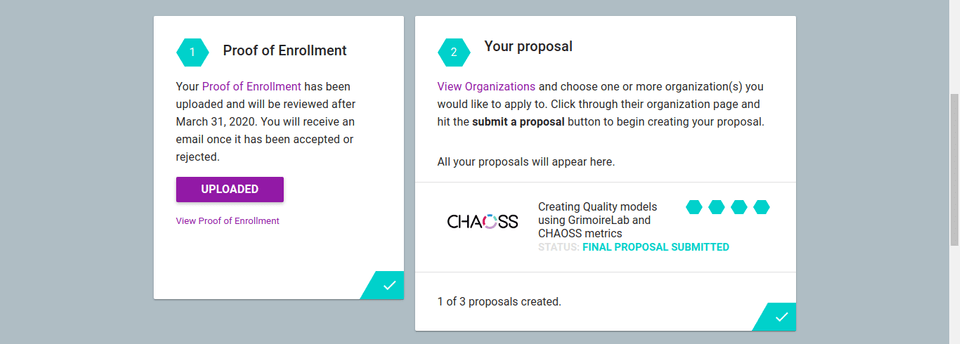 1
Proof of Enrollment
Your Proof of Enrollment has been
uploaded and will be reviewed after
March 31, 2020. You will receive an
email once it has been accepted or
rejected.
UPLOADED
View Proof of Enrollment
2
Your proposal
View Organizations and choose one or more organization(s) you
would like to apply to. Click through their organization page and
hit the submit a proposal button to begin creating your proposal.
All your proposals will appear here.
CHAOSS
Creating Quality models
using GrimoireLab and
CHAOSS metrics
STATUS: FINAL PROPOSAL SUBMITTED
1 of 3 proposals created.